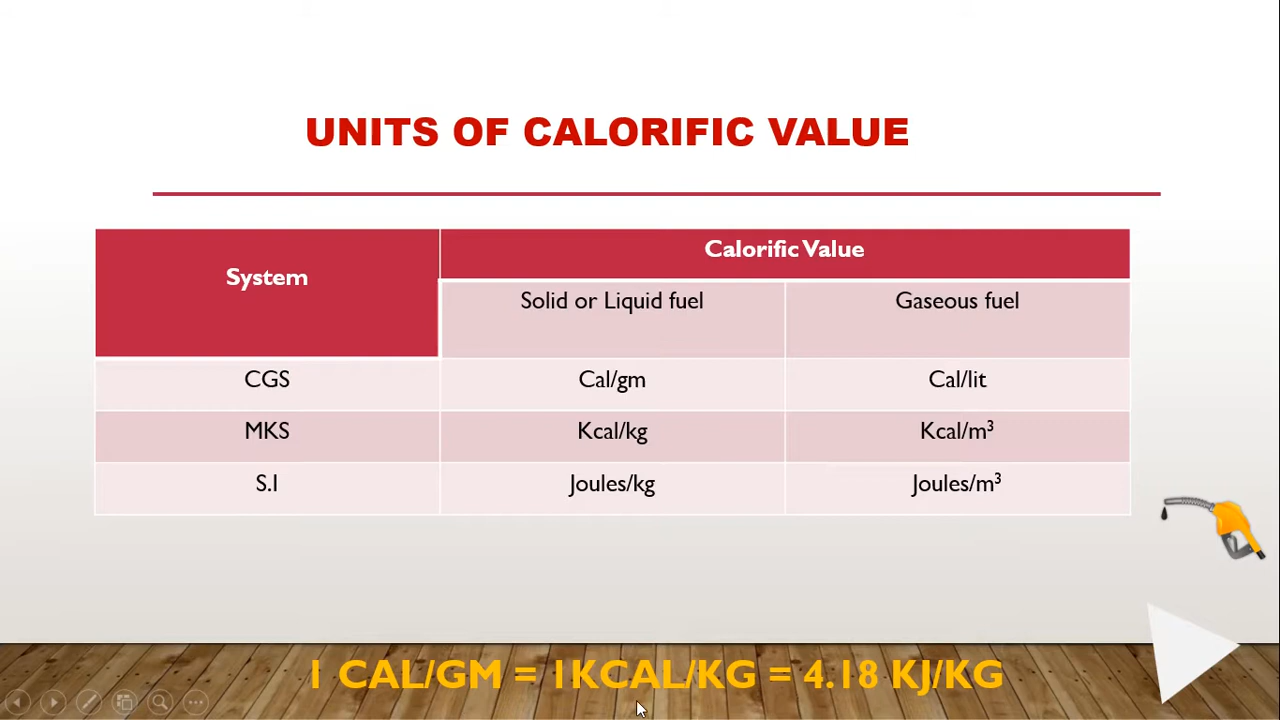 UNITS OF CALORIFIC VALUE
System
Calorific Value
Solid or Liquid fuel
Gaseous fuel
CGS
Cal/gm
Cal/lit
MKS
Kcal/kg
Kcal/m³
S.I
Joules/kg
Joules/m³
1 CAL/GM = 1KCAL/KG = 4.18 KJ/KG